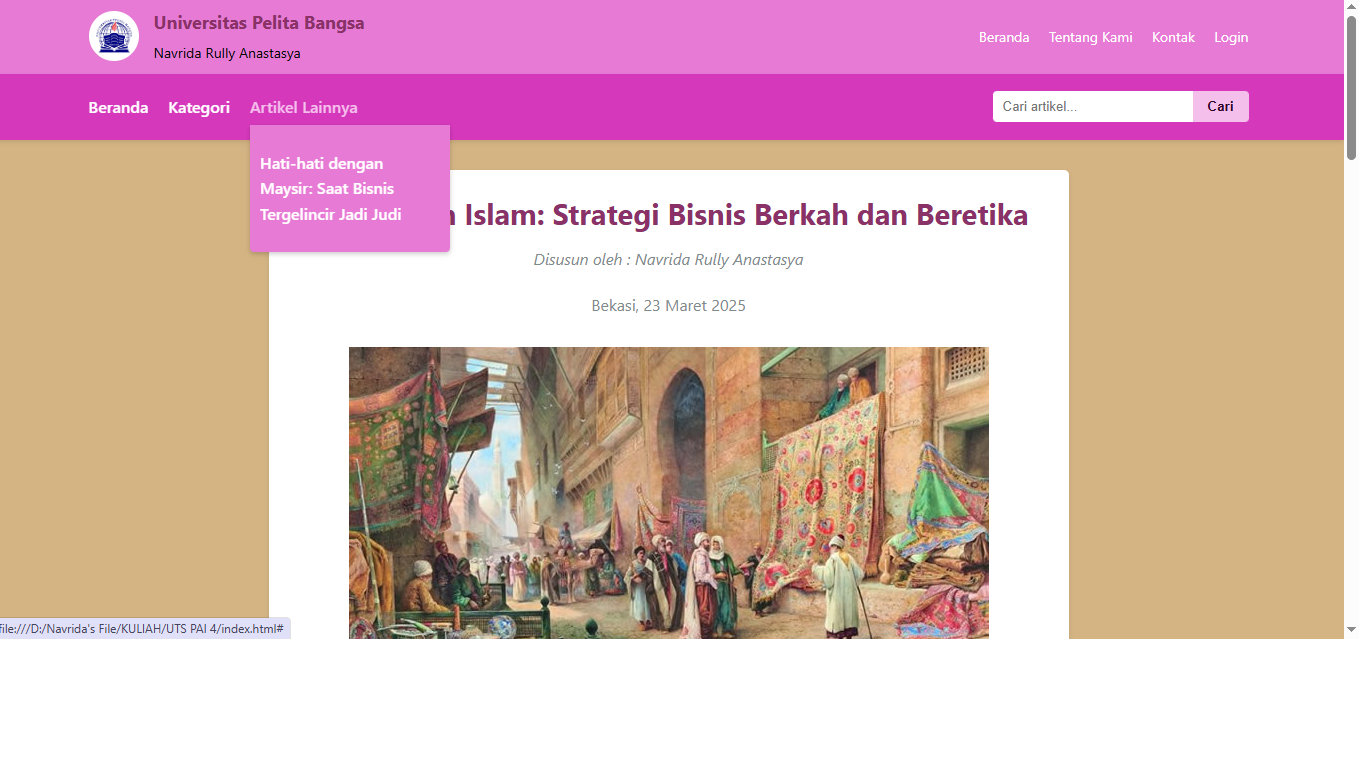 Universitas Pelita Bangsa
Navrida Rully Anastasya
Beranda Tentang Kami Kontak Login
Beranda Kategori Artikel Lainnya
Cari artikel... Cari
Hati-hati dengan
Maysir: Saat Bisnis
Tergelincir Jadi Judi
Islam: Strategi Bisnis Berkah dan Beretika
Disusun oleh : Navrida Rully Anastasya
Bekasi, 23 Maret 2025
file:///D:/Navrida's File/KULIAH/UTS PAI 4/index.html#